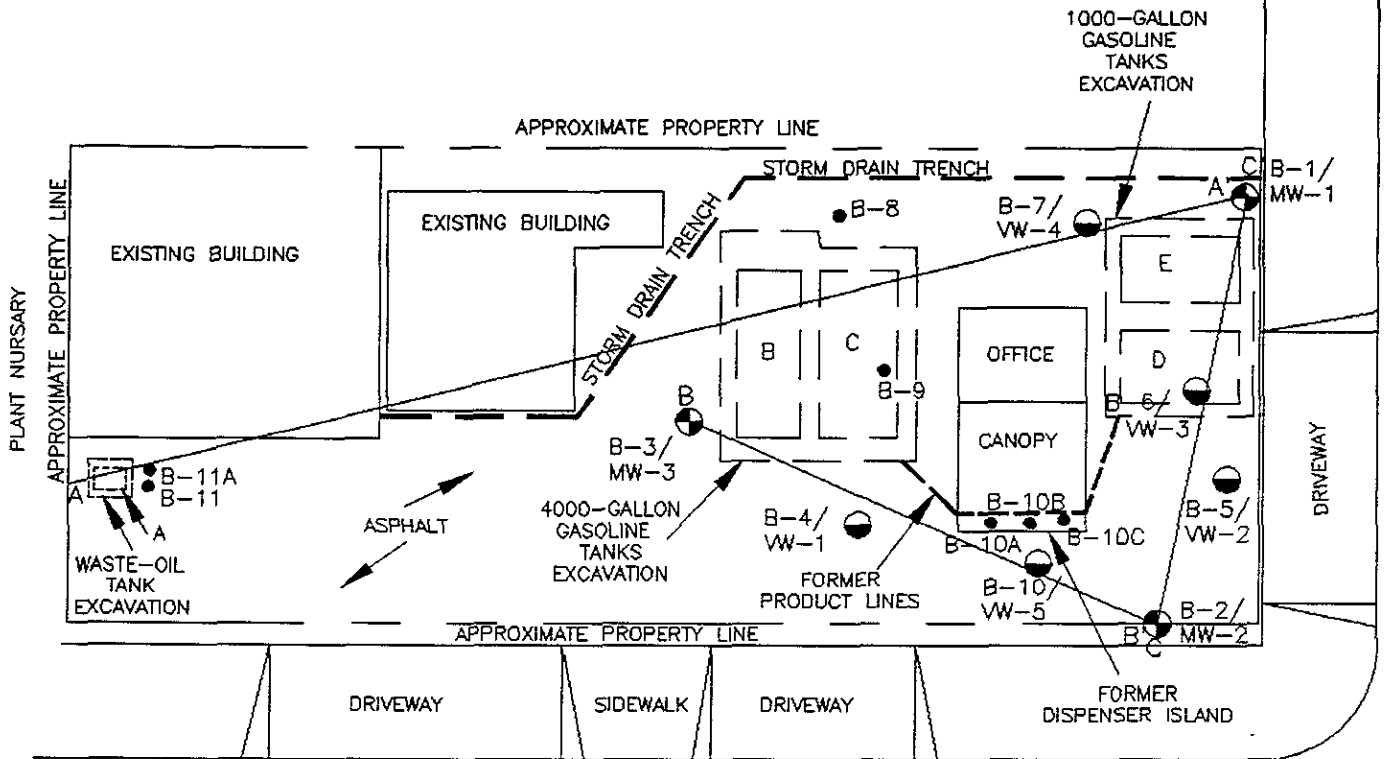 1000-GALLON
GASOLINE
TANKS
EXCAVATION
APPROXIMATE PROPERTY LINE
STORM DRAIN TRENCH
C
B-1/
A
MW-1
PLANT NURSARY
APPROXIMATE PROPERTY LINE
EXISTING BUILDING
EXISTING BUILDING
STORM DRAIN TRENCH
B-8
B-7/
VW-4
E
B
C
OFFICE
D
B-9
B
B-3/
MW-3
CANOPY
B
6/
VW-3
A
B-11A
B-11
A
WASTE-OIL
TANK
EXCAVATION
ASPHALT
4000-GALLON
GASOLINE
TANKS
EXCAVATION
B-4/
VW-1
B-10B
B-10A
B-10C
B-5/
VW-2
DRIVEWAY
FORMER
PRODUCT LINES
B-10/
VW-5
B-2/
MW-2
B'
C
APPROXIMATE PROPERTY LINE
DRIVEWAY
SIDEWALK
DRIVEWAY
FORMER
DISPENSER ISLAND